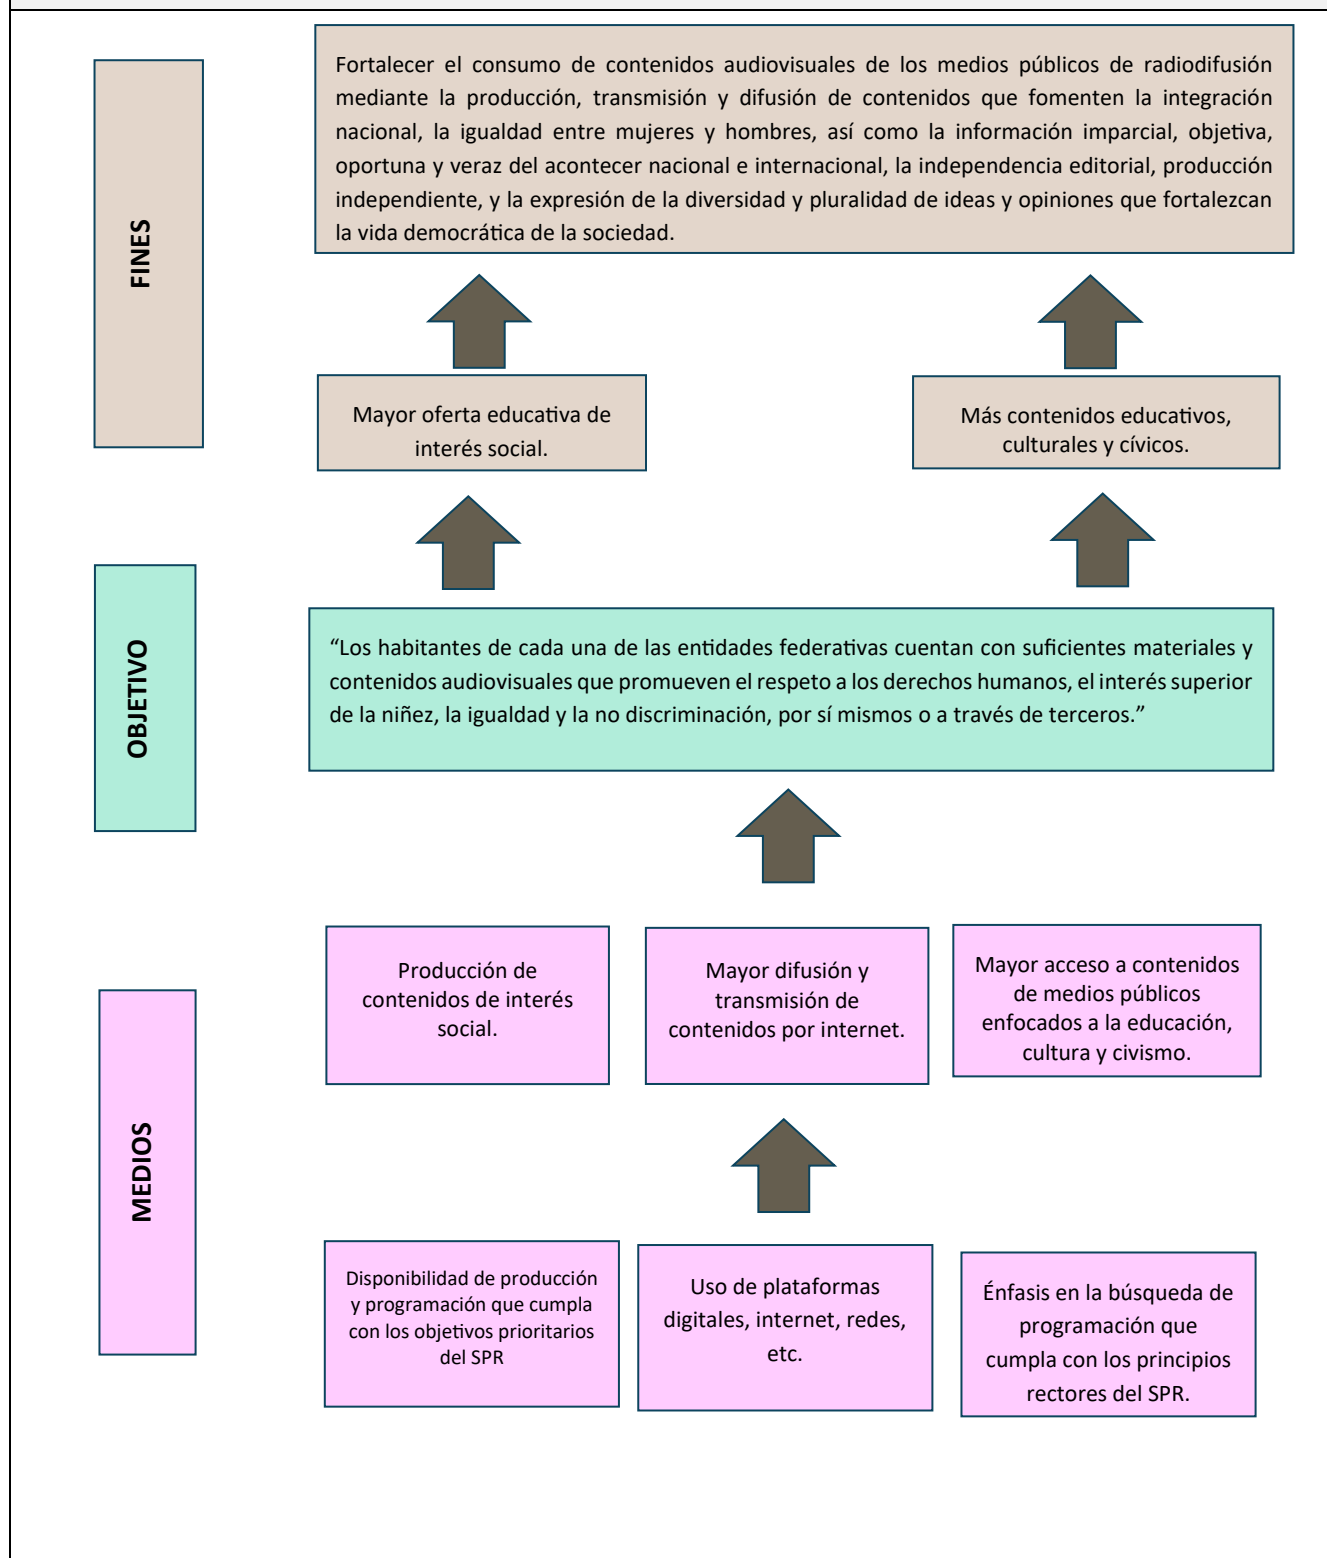 FINES
Fortalecer el consumo de contenidos audiovisuales de los medios públicos de radiodifusión
mediante la producción, transmisión y difusión de contenidos que fomenten la integración
nacional, la igualdad entre mujeres y hombres, así como la información imparcial, objetiva,
oportuna y veraz del acontecer nacional e internacional, la independencia editorial, producción
independiente, y la expresión de la diversidad y pluralidad de ideas y opiniones que fortalezcan
la vida democrática de la sociedad.
Mayor oferta educativa de
interés social.
Más contenidos educativos,
culturales y cívicos.
OBJETIVO
“Los habitantes de cada una de las entidades federativas cuentan con suficientes materiales y
contenidos audiovisuales que promueven el respeto a los derechos humanos, el interés superior
de la niñez, la igualdad y la no discriminación, por sí mismos o a través de terceros.”
MEDIOS
Producción de
contenidos de interés
social.
Mayor difusión y
transmisión de
contenidos por internet.
Mayor acceso a contenidos
de medios públicos
enfocados a la educación,
cultura y civismo.
Disponibilidad de producción
y programación que cumpla
con los objetivos prioritarios
del SPR
Uso de plataformas
digitales, internet, redes,
etc.
Énfasis en la búsqueda de
programación que
cumpla con los principios
rectores del SPR.